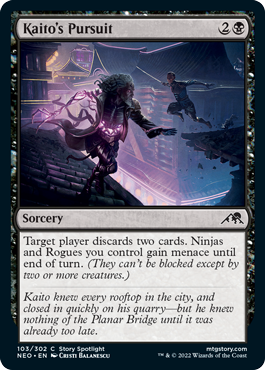 Kaito's Pursuit 2
Sorcery
Target player discards two cards. Ninjas
and Rogues you control gain menace until
end of turn. (They can't be blocked except by
two or more creatures.)
Kaito knew every rooftop in the city, and
closed in quickly on his quarry—but he knew
nothing of the Planar Bridge until it was
already too late.
103/302 C Story Spotlight mtgstory.com
NEO • EN Cristi Balanescu ™ & © 2022 Wizards of the Coast